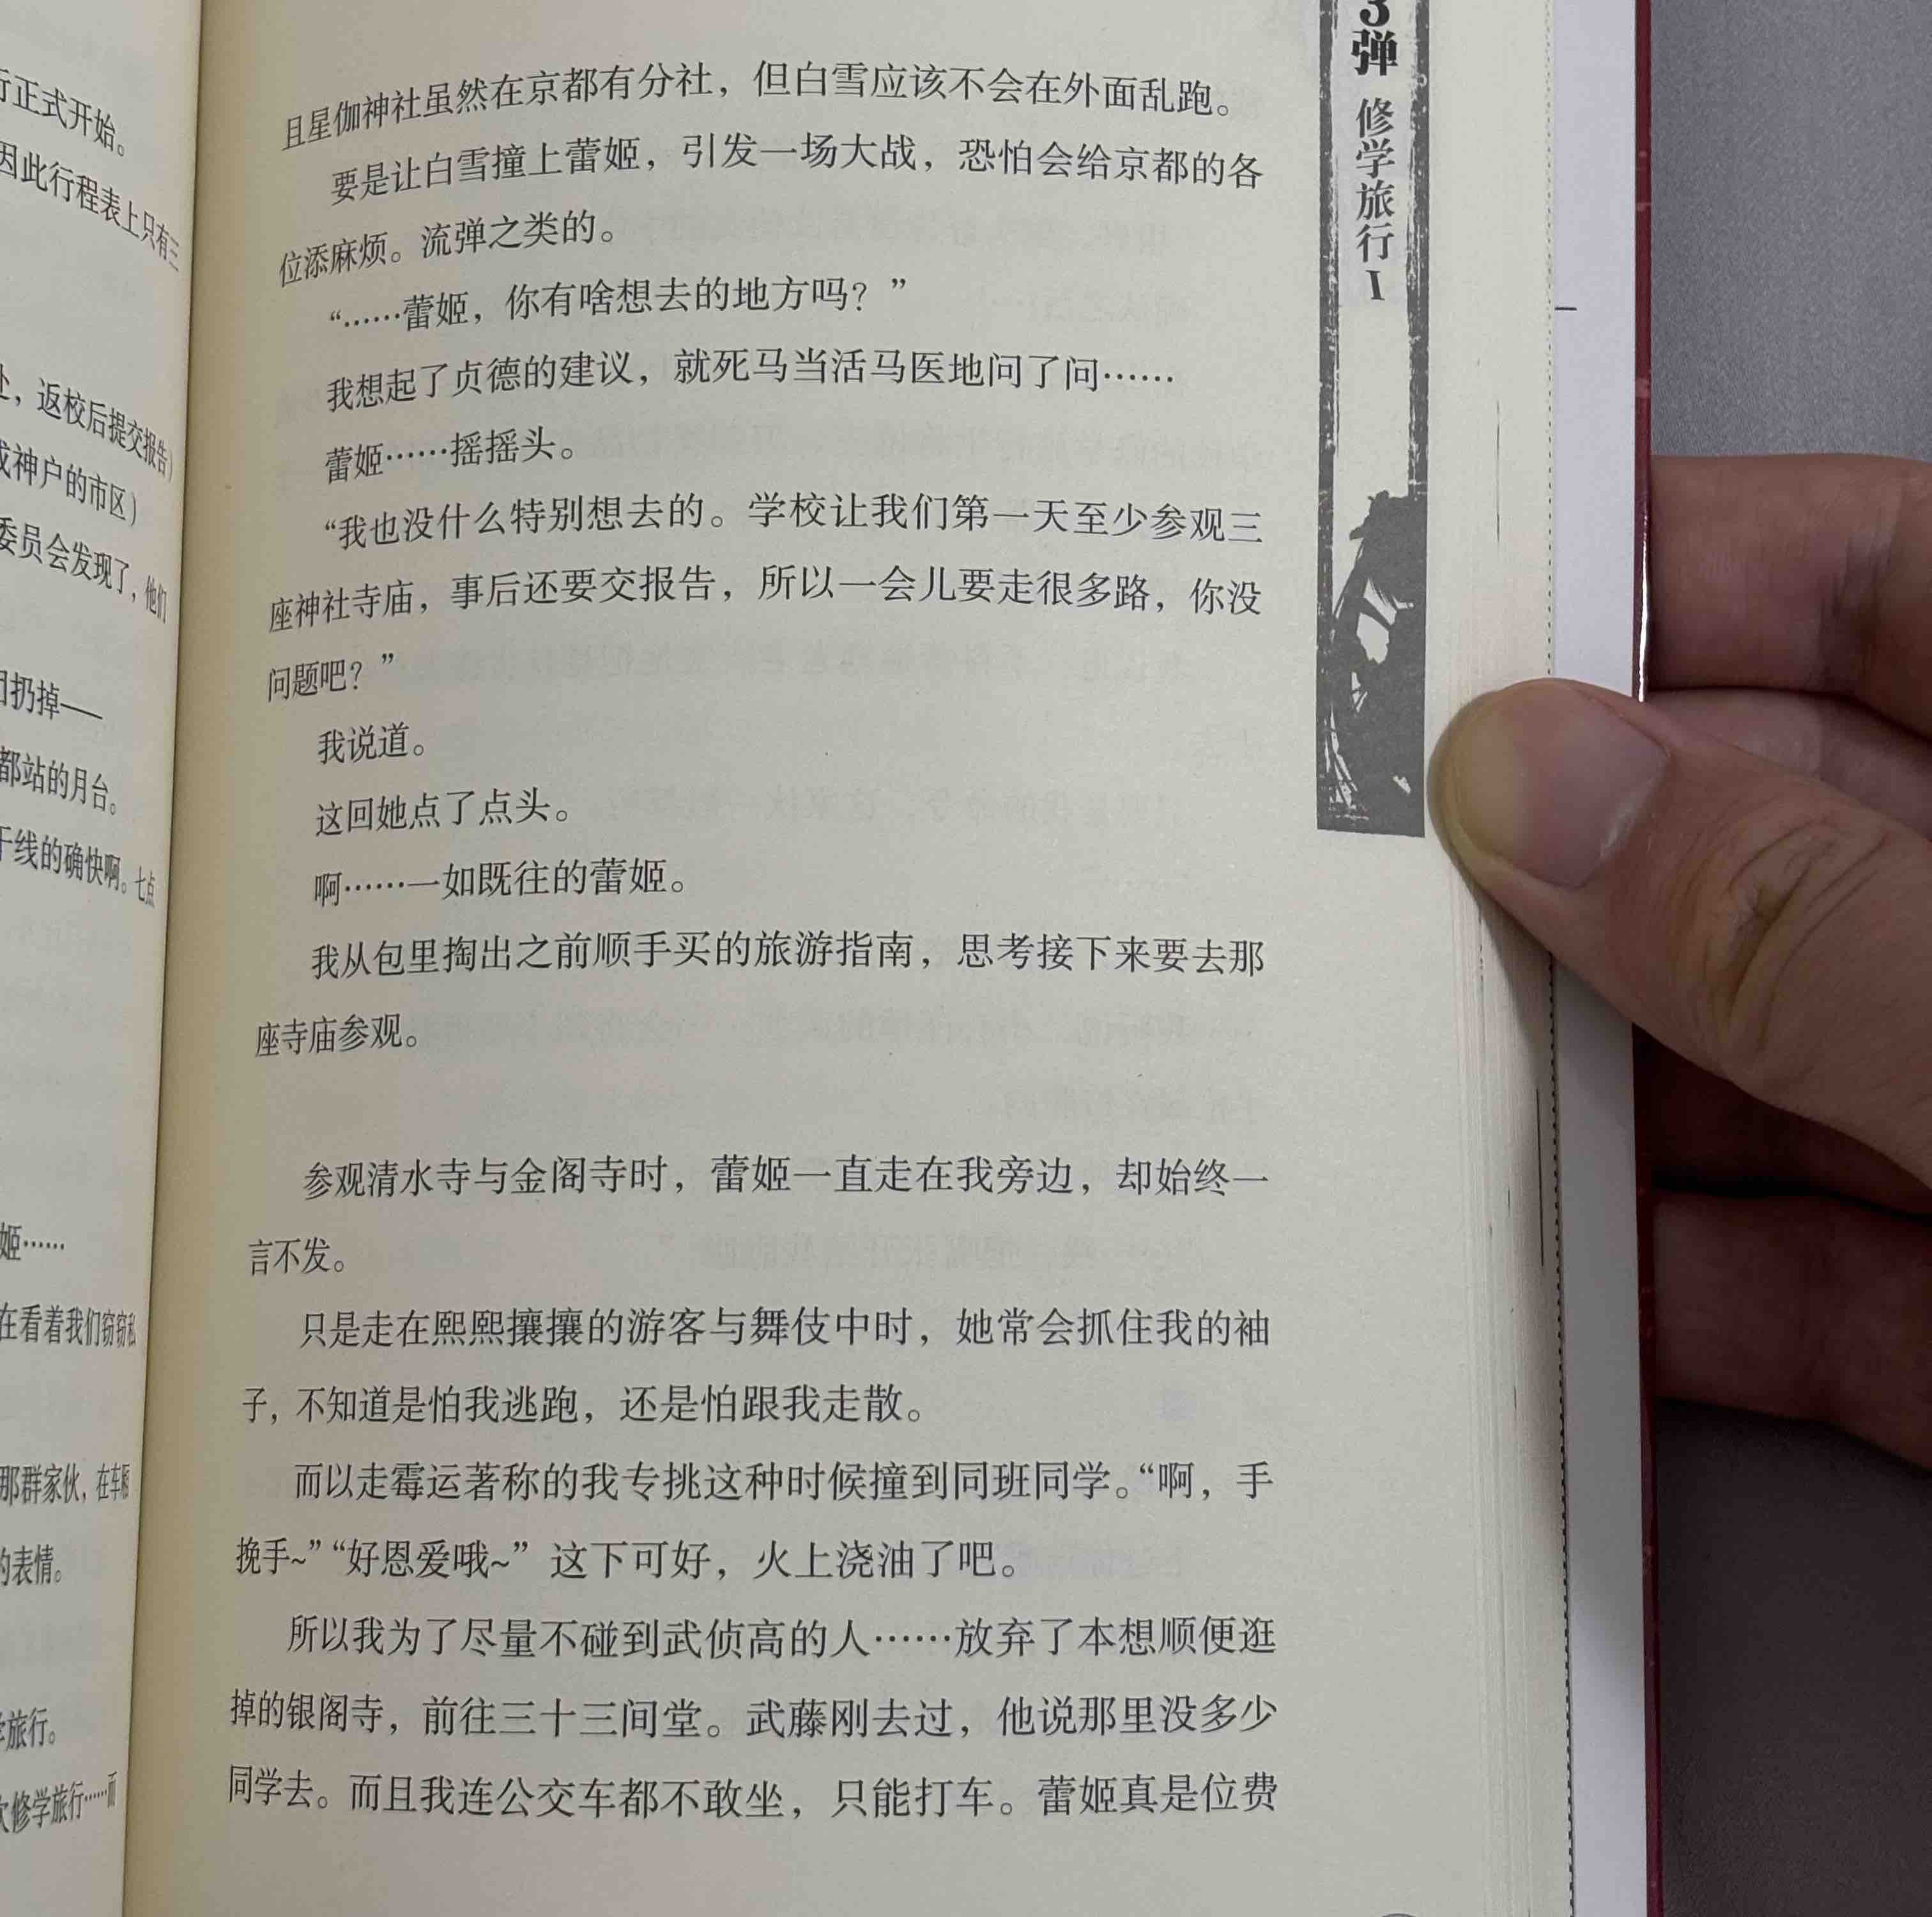 行正式开始。
因此行程表上只有三
处，返校后提交报告）
或神户的市区）
委员会发现了，他们
扔掉——
都站的月台。
干线的确快啊。七点
姬……
在看着我们窃窃私
那群家伙，在车厢
的表情。
学旅行。
次修学旅行……而
且星伽神社虽然在京都有分社，但白雪应该不会在外面乱跑。
要是让白雪撞上蕾姬，引发一场大战，恐怕会给京都的各
位添麻烦。流弹之类的。
“……蕾姬，你有啥想去的地方吗？”
我想起了贞德的建议，就死马当活马医地问了问……
蕾姬……摇摇头。
“我也没什么特别想去的。学校让我们第一天至少参观三
座神社寺庙，事后还要交报告，所以一会儿要走很多路，你没
问题吧？”
我说道。
这回她点了点头。
啊……一如既往的蕾姬。
我从包里掏出之前顺手买的旅游指南，思考接下来要去那
座寺庙参观。
参观清水寺与金阁寺时，蕾姬一直走在我旁边，却始终一
言不发。
只是走在熙熙攘攘的游客与舞伎中时，她常会抓住我的袖
子，不知道是怕我逃跑，还是怕跟我走散。
而以走霉运著称的我专挑这种时候撞到同班同学。“啊，手
挽手~”“好恩爱哦~”这下可好，火上浇油了吧。
所以我为了尽量不碰到武侦高的人……放弃了本想顺便逛
掉的银阁寺，前往三十三间堂。武藤刚去过，他说那里没多少
同学去。而且我连公交车都不敢坐，只能打车。蕾姬真是位费
3弹 修学旅行Ⅰ